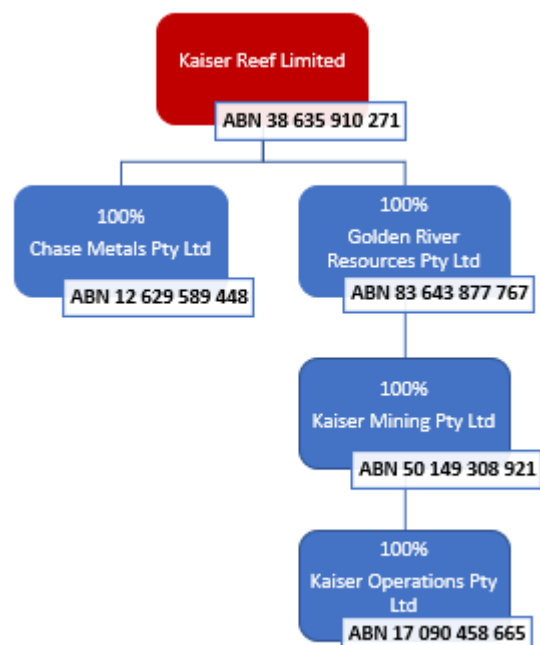 Kaiser Reef Limited
ABN 38 635 910 271
100%
Chase Metals Pty Ltd
ABN 12 629 589 448
100%
Golden River
Resources Pty Ltd
ABN 83 643 877 767
100%
Kaiser Mining Pty Ltd
ABN 50 149 308 921
100%
Kaiser Operations Pty
Ltd
ABN 17 090 458 665